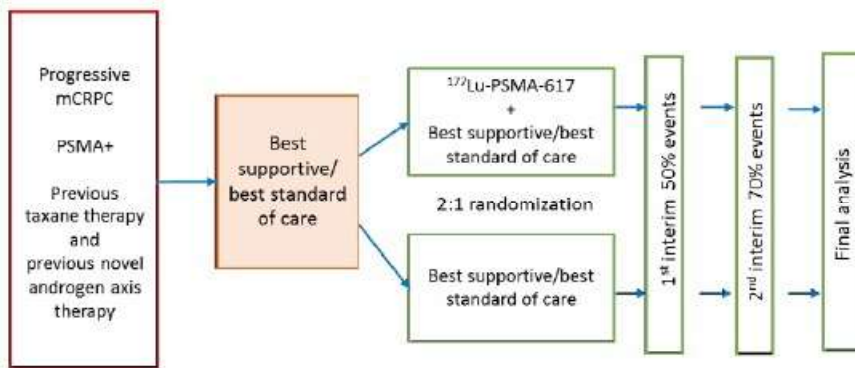 Progressive
mCRPC
PSMA+
Previous
taxane therapy
and
previous novel
androgen axis
therapy
Best
supportive/
best standard
of care
¹⁷²Lu-PSMA-617
+
Best supportive/best
standard of care
2:1 randomization
Best supportive/best
standard of care
1ˢᵗ interim 50% events
2ⁿᵈ interim 70% events
Final analysis